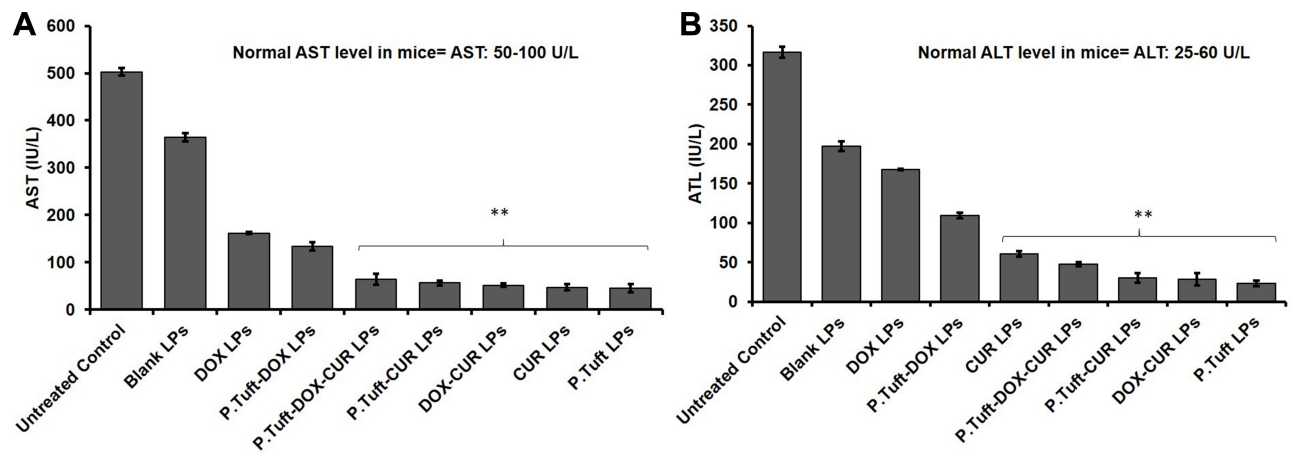 A
600
500
400
300
200
100
0
AST (IU/L)
Normal AST level in mice= AST: 50-100 U/L
**
Untreated Control
Blank LPs
DOX LPs
P.Tuft-DOX LPs
P.Tuft-DOX-CUR LPs
P.Tuft-CUR LPs
DOX-CUR LPs
CUR LPs
P.Tuft LPs
B
350
300
250
200
150
100
50
0
ATL (IU/L)
Normal ALT level in mice= ALT: 25-60 U/L
**
Untreated Control
Blank LPs
DOX LPs
P.Tuft-DOX LPs
CUR LPs
P.Tuft-DOX-CUR LPs
P.Tuft-CUR LPs
DOX-CUR LPs
P.Tuft LPs